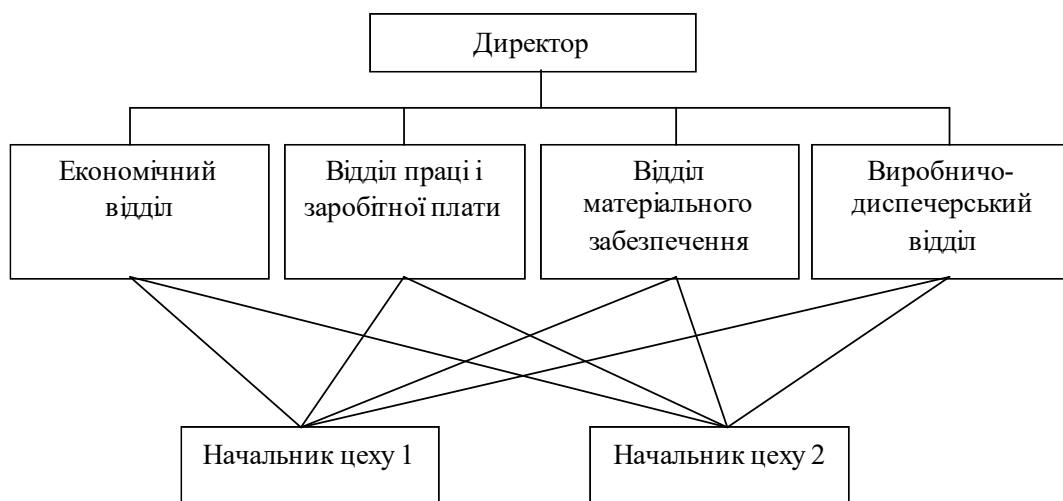 Директор
Економічний
відділ
Відділ праці і
заробітної плати
Відділ
матеріального
забезпечення
Виробничо-
диспечерський
відділ
Начальник цеху 1
Начальник цеху 2